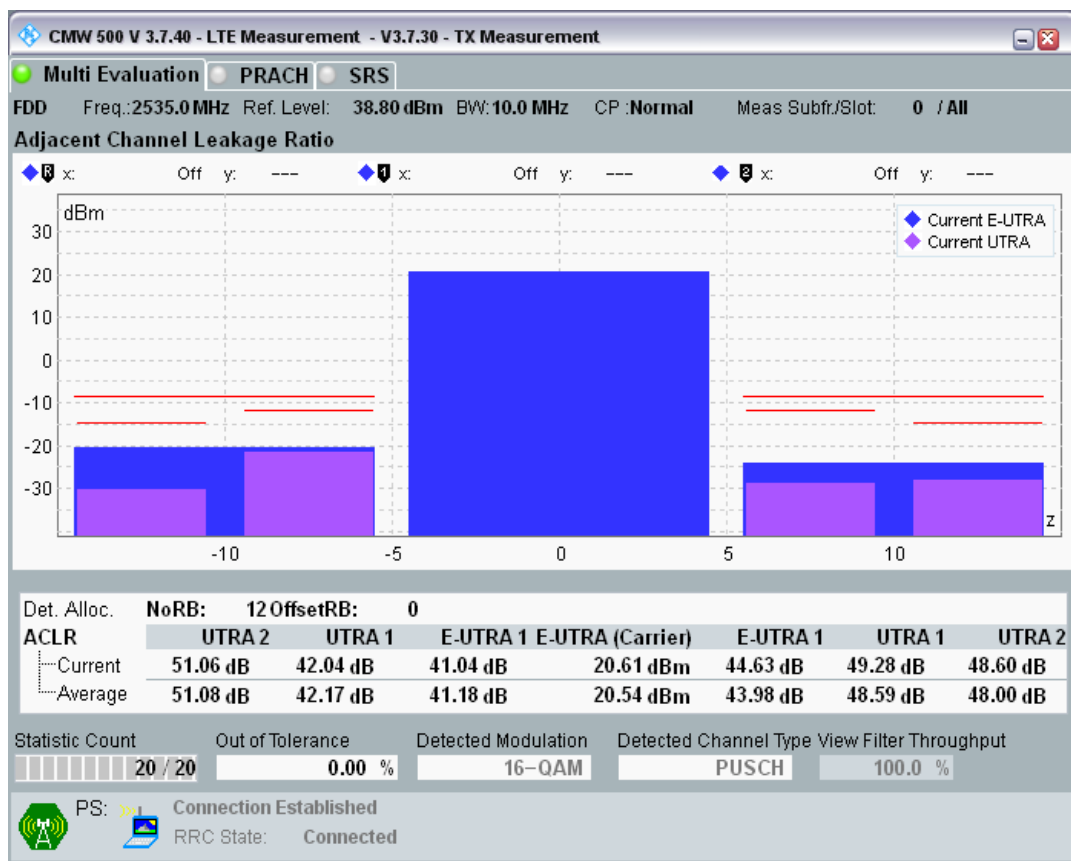 CMW 500 V 3.7.40 - LTE Measurement - V3.7.30 - TX Measurement
Multi Evaluation PRACH SRS
FDD Freq.:2535.0 MHz Ref. Level: 38.80 dBm BW:10.0 MHz CP :Normal Meas Subfr./Slot: 0 / All
Adjacent Channel Leakage Ratio
R x: Off y: --- 1 x: Off y: --- 2 x: Off y: ---
dBm
Current E-UTRA
Current UTRA
30
20
10
0
-10
-20
-30
z
-10 -5 0 5 10
Det. Alloc. NoRB: 12 OffsetRB: 0
ACLR UTRA 2 UTRA 1 E-UTRA 1 E-UTRA (Carrier) E-UTRA 1 UTRA 1 UTRA 2
Current 51.06 dB 42.04 dB 41.04 dB 20.61 dBm 44.63 dB 49.28 dB 48.60 dB
Average 51.08 dB 42.17 dB 41.18 dB 20.54 dBm 43.98 dB 48.59 dB 48.00 dB
Statistic Count Out of Tolerance Detected Modulation Detected Channel Type View Filter Throughput
20 / 20 0.00 % 16-QAM PUSCH 100.0 %
PS: Connection Established
RRC State: Connected